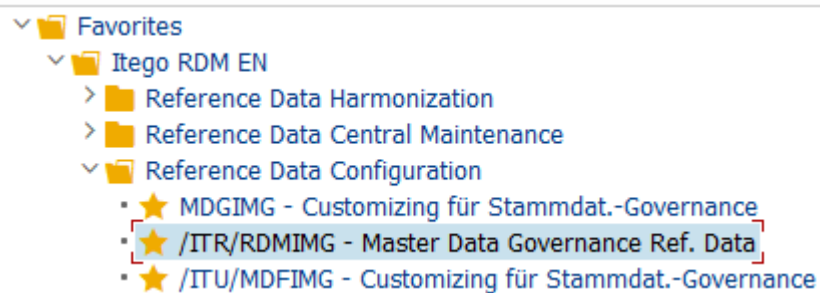 Favorites
Itego RDM EN
Reference Data Harmonization
Reference Data Central Maintenance
Reference Data Configuration
MDGIMG - Customizing für Stammdat.-Governance
/ITR/RDMIMG - Master Data Governance Ref. Data
/ITU/MDFIMG - Customizing für Stammdat.-Governance